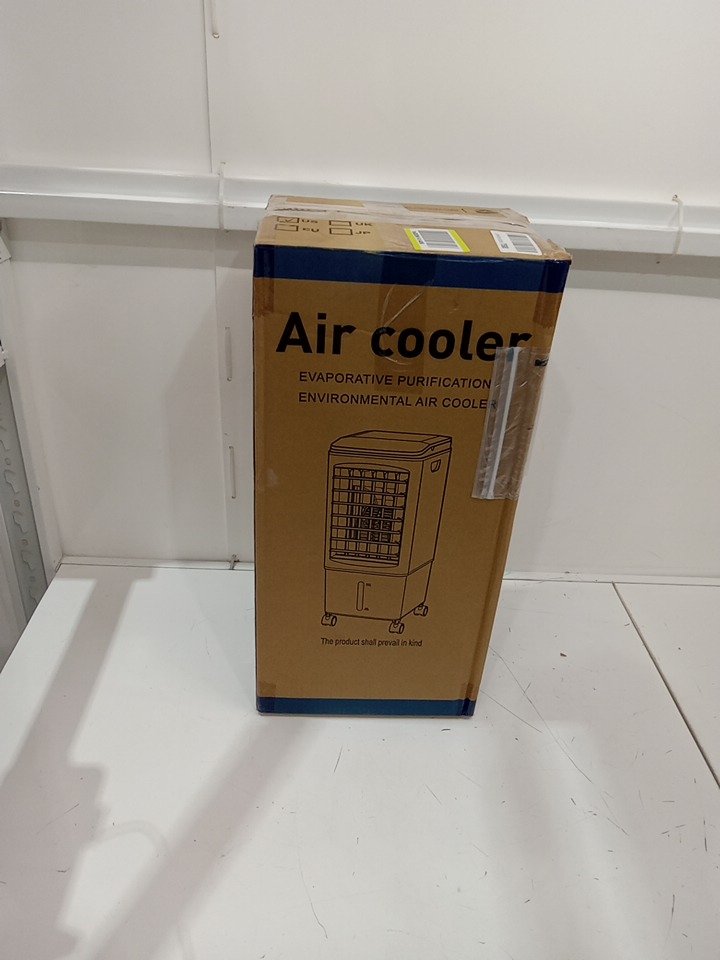 US UK
EU JP
Air cooler
EVAPORATIVE PURIFICATION
ENVIRONMENTAL AIR COOLER
The product shall prevail in kind